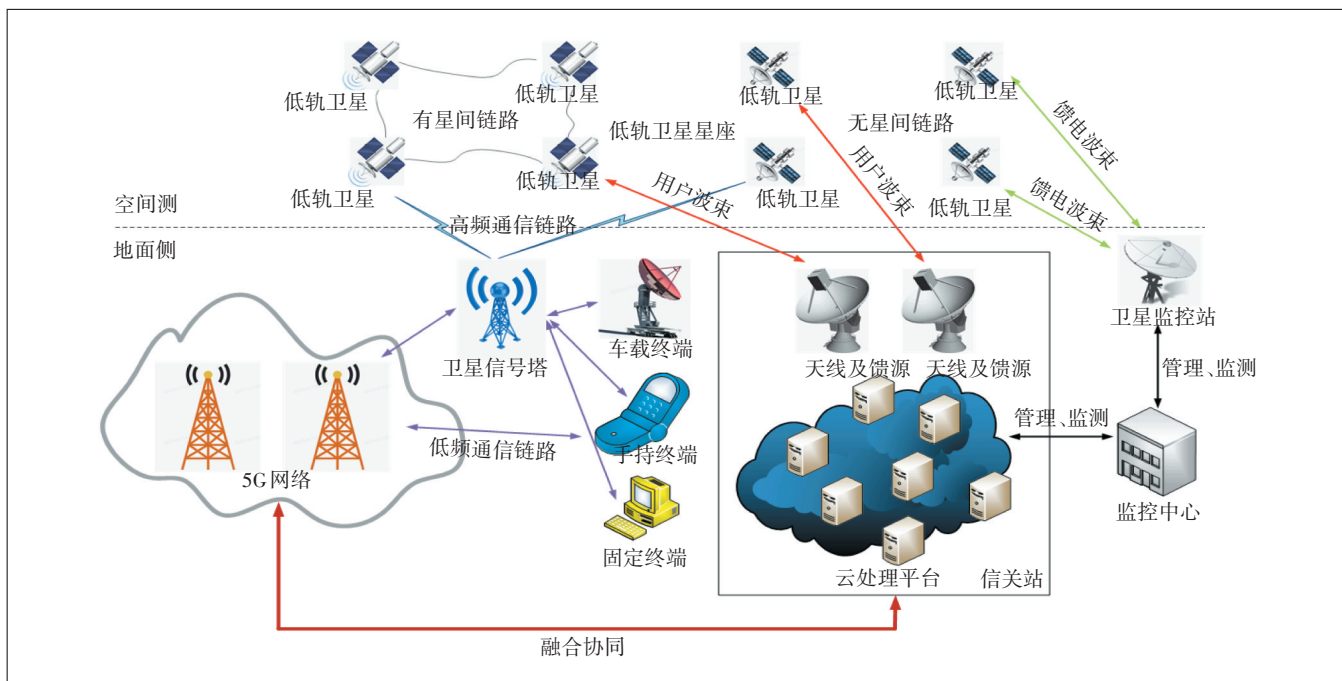 低轨卫星
低轨卫星
低轨卫星
低轨卫星
有星间链路
低轨卫星星座
无星间链路
馈电波束
低轨卫星
低轨卫星
低轨卫星
低轨卫星
用户波束
用户波束
馈电波束
空间测
高频通信链路
地面侧
卫星信号塔
车载终端
天线及馈源
天线及馈源
卫星监控站
管理、监测
管理、监测
低频通信链路
手持终端
5G网络
监控中心
固定终端
云处理平台
信关站
融合协同